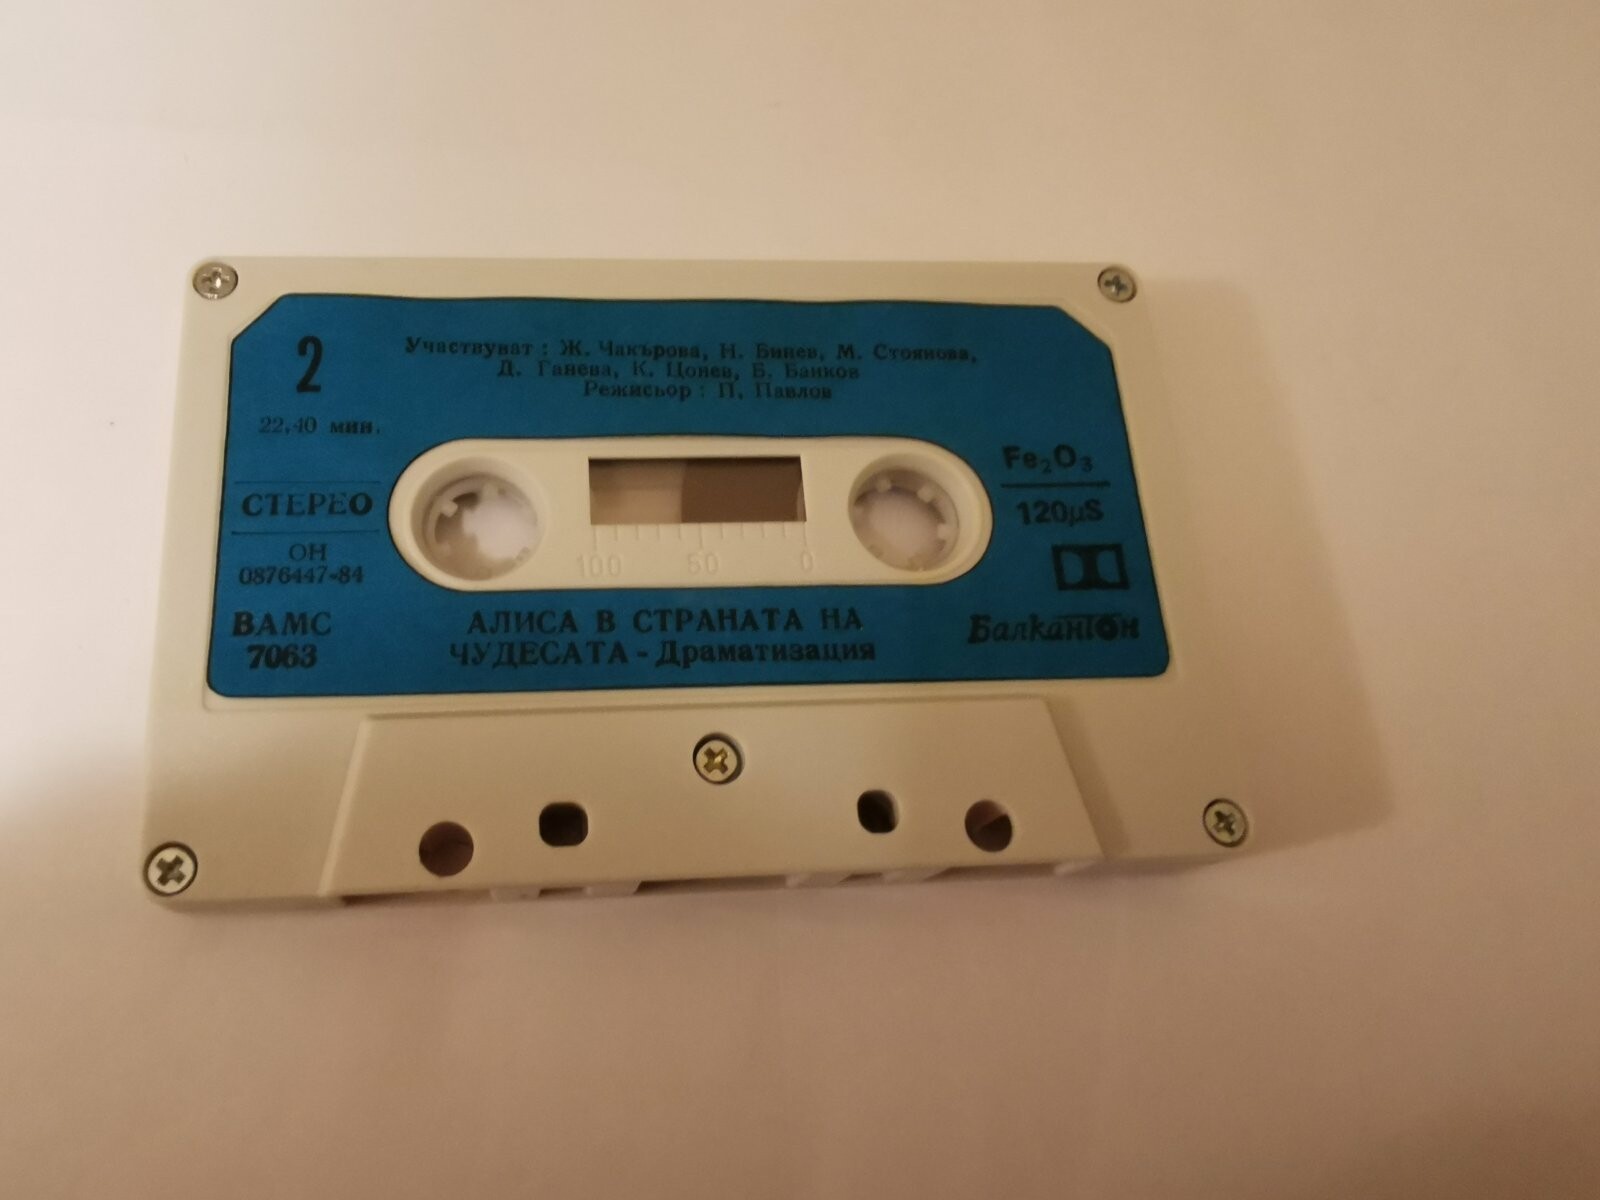 2
Участвуват : Ж. Чакърова, Н. Бинев, М. Стоянова,
Д. Ганева, К. Цонев, Б. Банков
Режисьор : П. Павлов
22,40 мин.
СТЕРЕО
ОН
0876447-84
ВАМС
7063
Fe₂O₃
120µS
100 50 0
АЛИСА В СТРАНАТА НА
ЧУДЕСАТА - Драматизация
Балкантон